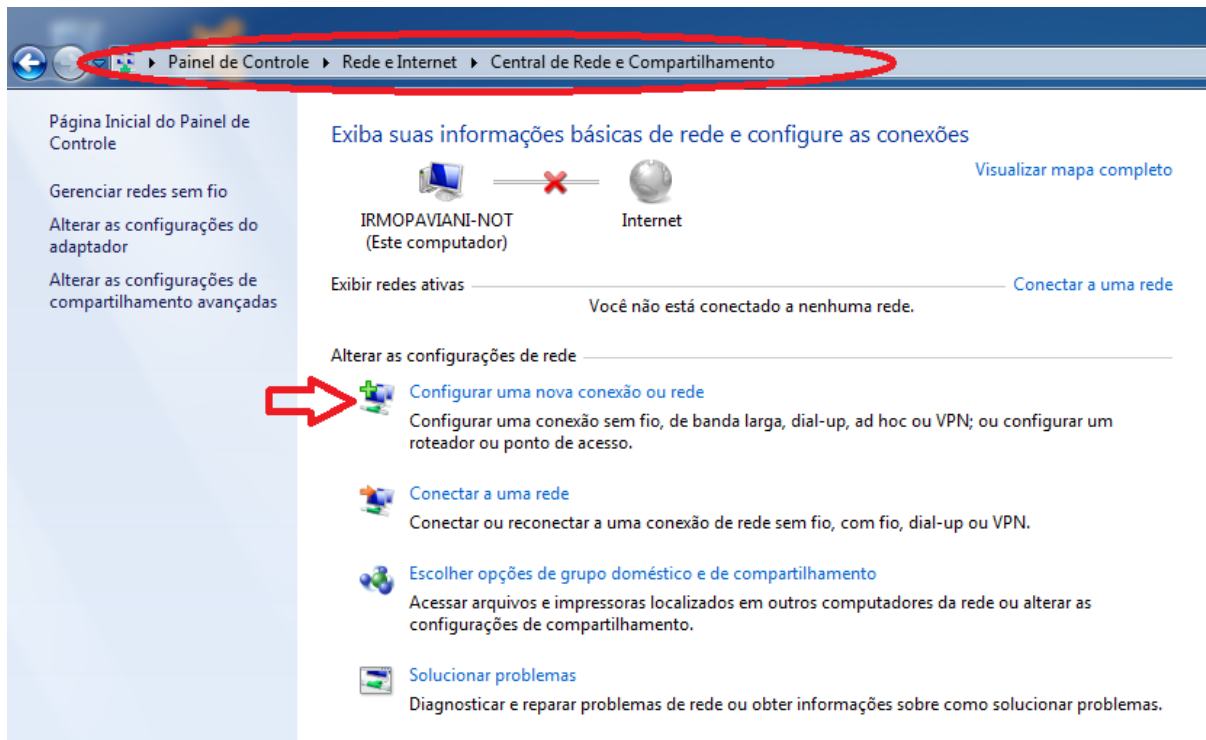 Painel de Controle ▸ Rede e Internet ▸ Central de Rede e Compartilhamento
Página Inicial do Painel de
Controle
Gerenciar redes sem fio
Alterar as configurações do
adaptador
Alterar as configurações de
compartilhamento avançadas
Exiba suas informações básicas de rede e configure as conexões
Visualizar mapa completo
IRMOPAVIANI-NOT
(Este computador)
Internet
Exibir redes ativas
Conectar a uma rede
Você não está conectado a nenhuma rede.
Alterar as configurações de rede
Configurar uma nova conexão ou rede
Configurar uma conexão sem fio, de banda larga, dial-up, ad hoc ou VPN; ou configurar um
roteador ou ponto de acesso.
Conectar a uma rede
Conectar ou reconectar a uma conexão de rede sem fio, com fio, dial-up ou VPN.
Escolher opções de grupo doméstico e de compartilhamento
Acessar arquivos e impressoras localizados em outros computadores da rede ou alterar as
configurações de compartilhamento.
Solucionar problemas
Diagnosticar e reparar problemas de rede ou obter informações sobre como solucionar problemas.